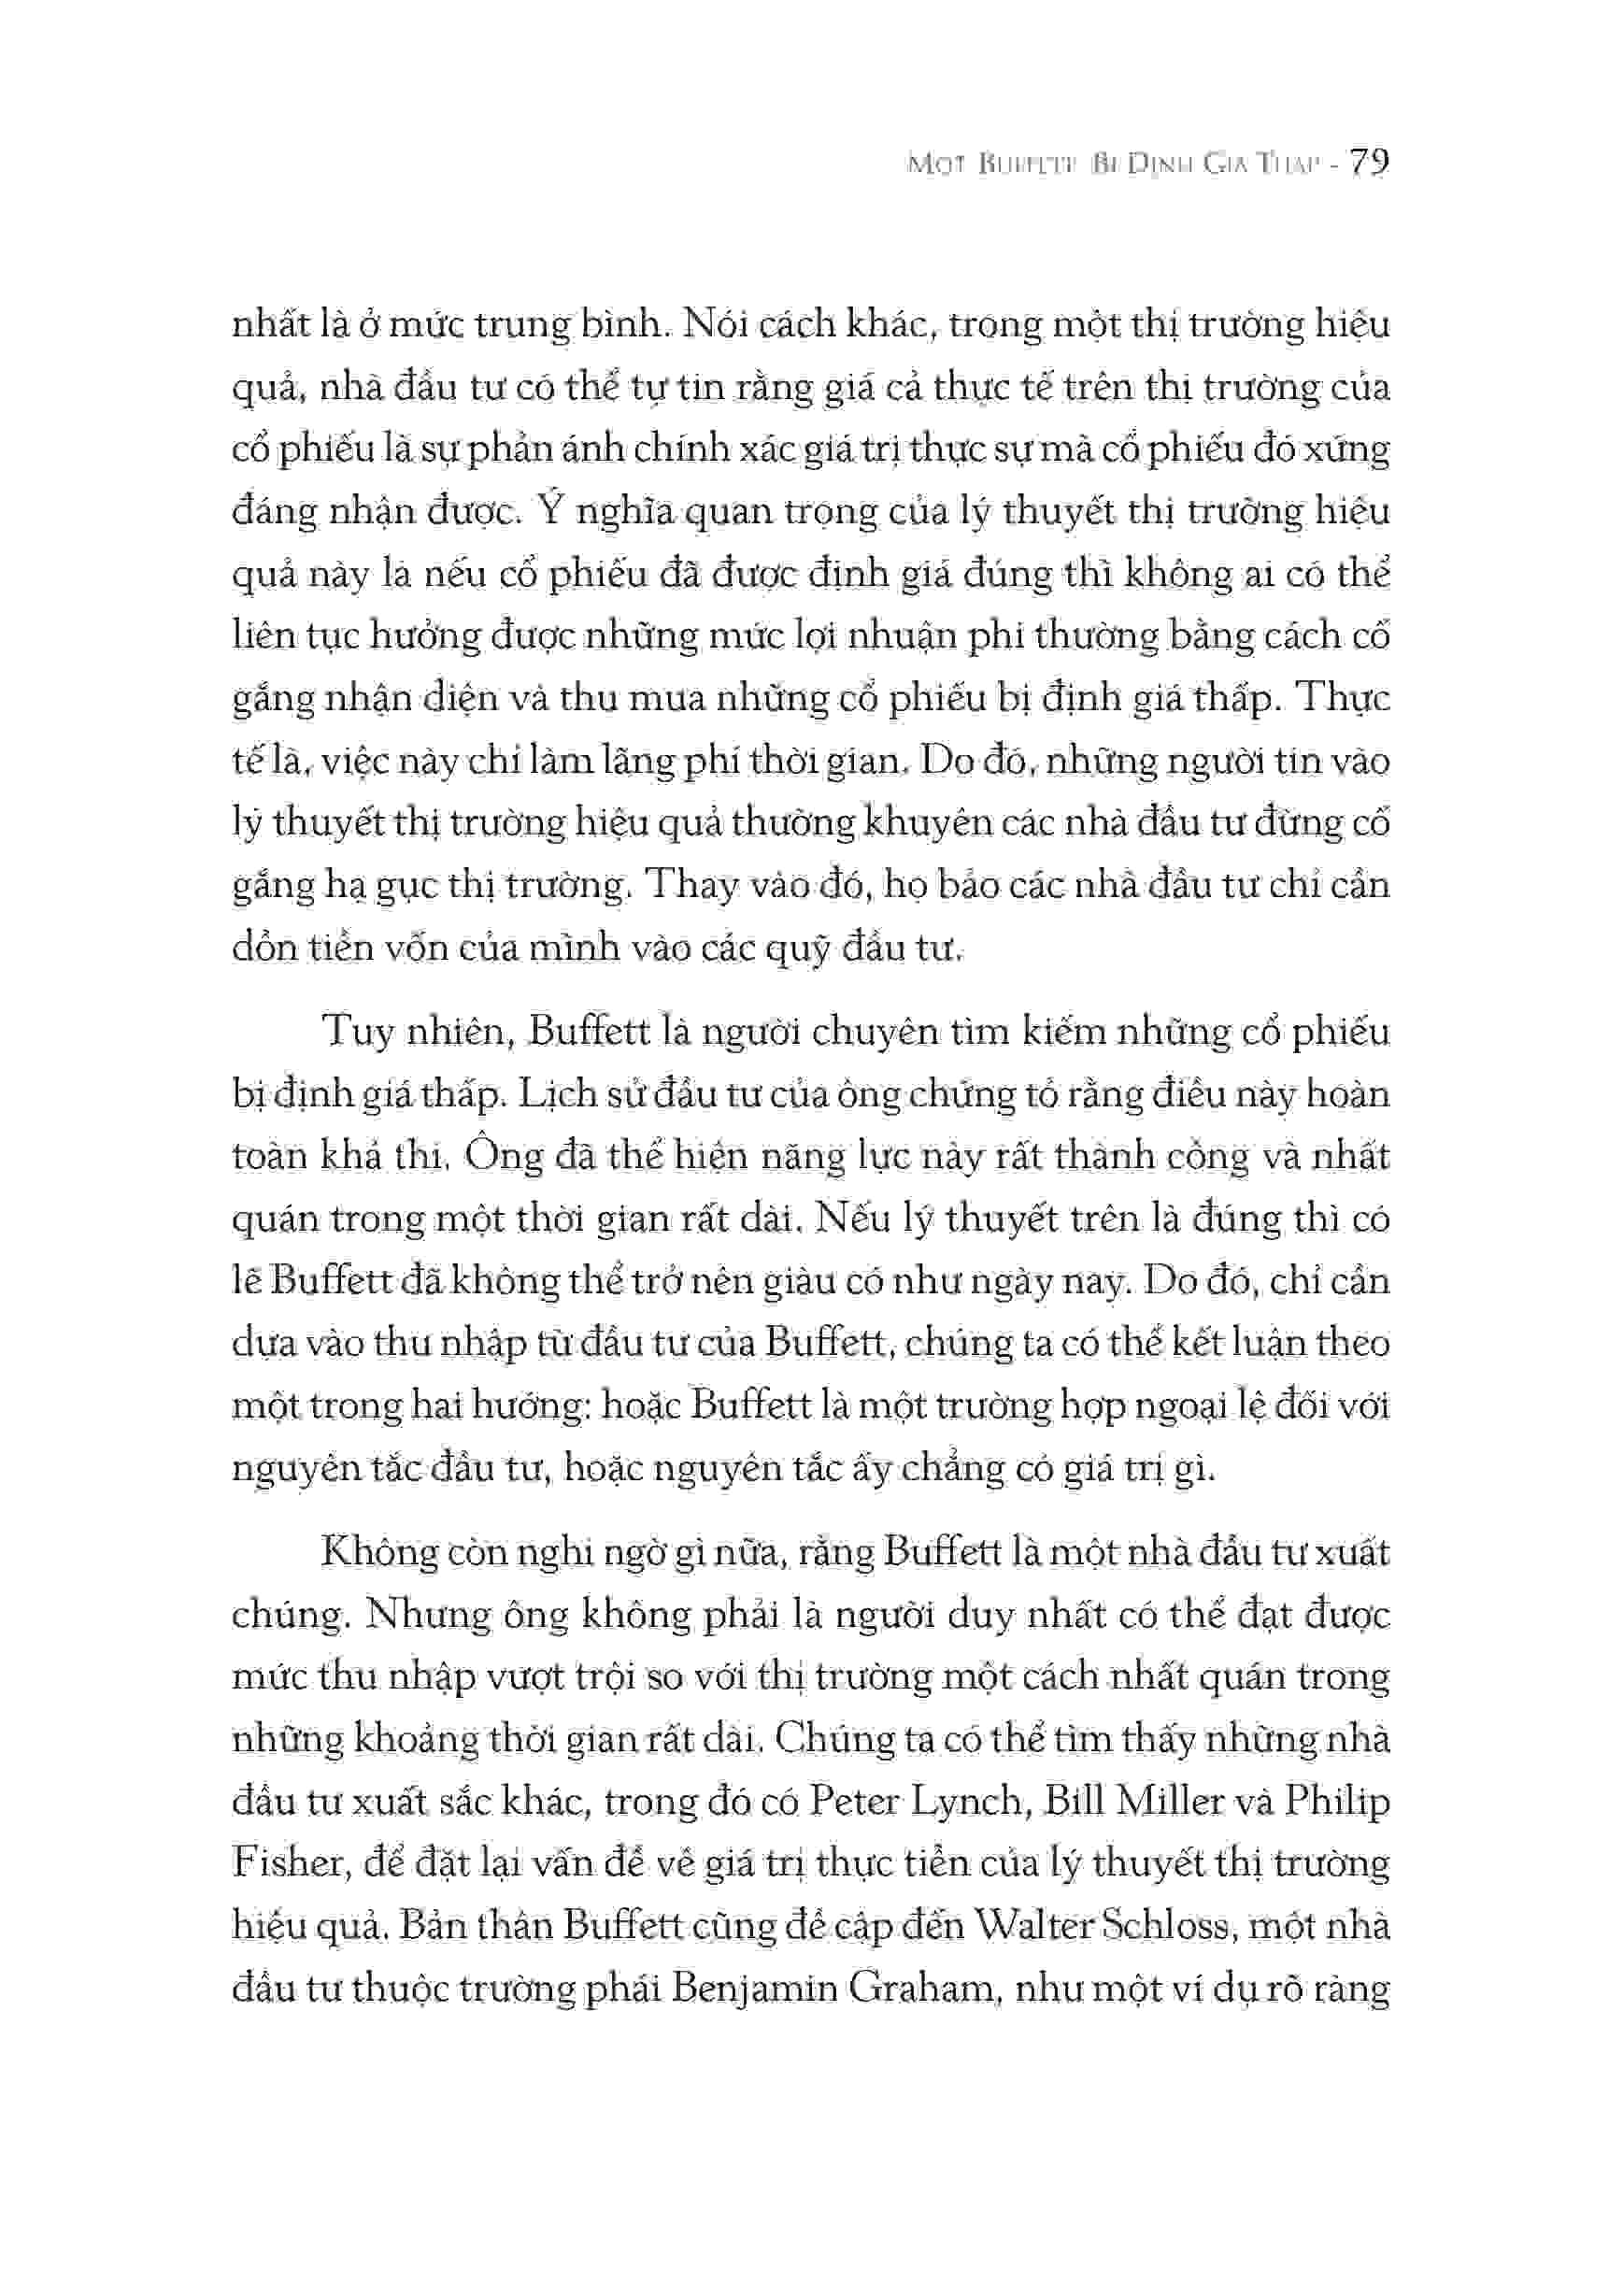 Một Buffett Bị Định Giá Thấp - 79
nhất là ở mức trung bình. Nói cách khác, trong một thị trường hiệu
quả, nhà đầu tư có thể tự tin rằng giá cả thực tế trên thị trường của
cổ phiếu là sự phản ánh chính xác giá trị thực sự mà cổ phiếu đó xứng
đáng nhận được. Ý nghĩa quan trọng của lý thuyết thị trường hiệu
quả này là nếu cổ phiếu đã được định giá đúng thì không ai có thể
liên tục hưởng được những mức lợi nhuận phi thường bằng cách cố
gắng nhận diện và thu mua những cổ phiếu bị định giá thấp. Thực
tế là, việc này chỉ làm lãng phí thời gian. Do đó, những người tin vào
lý thuyết thị trường hiệu quả thường khuyên các nhà đầu tư đừng cố
gắng hạ gục thị trường. Thay vào đó, họ bảo các nhà đầu tư chỉ cần
dồn tiền vốn của mình vào các quỹ đầu tư.
Tuy nhiên, Buffett là người chuyên tìm kiếm những cổ phiếu
bị định giá thấp. Lịch sử đầu tư của ông chứng tỏ rằng điều này hoàn
toàn khả thi. Ông đã thể hiện năng lực này rất thành công và nhất
quán trong một thời gian rất dài. Nếu lý thuyết trên là đúng thì có
lẽ Buffett đã không thể trở nên giàu có như ngày nay. Do đó, chỉ cần
dựa vào thu nhập từ đầu tư của Buffett, chúng ta có thể kết luận theo
một trong hai hướng: hoặc Buffett là một trường hợp ngoại lệ đối với
nguyên tắc đầu tư, hoặc nguyên tắc ấy chẳng có giá trị gì.
Không còn nghi ngờ gì nữa, rằng Buffett là một nhà đầu tư xuất
chúng. Nhưng ông không phải là người duy nhất có thể đạt được
mức thu nhập vượt trội so với thị trường một cách nhất quán trong
những khoảng thời gian rất dài. Chúng ta có thể tìm thấy những nhà
đầu tư xuất sắc khác, trong đó có Peter Lynch, Bill Miller và Philip
Fisher, để đặt lại vấn đề về giá trị thực tiễn của lý thuyết thị trường
hiệu quả. Bản thân Buffett cũng đề cập đến Walter Schloss, một nhà
đầu tư thuộc trường phái Benjamin Graham, như một ví dụ rõ ràng